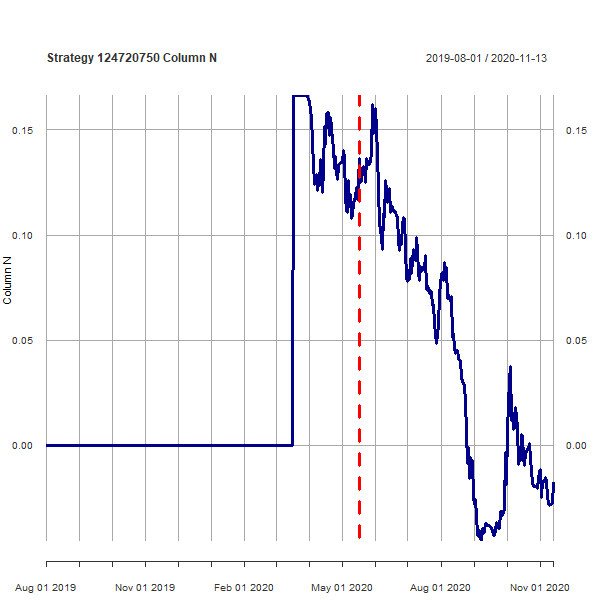 Strategy 124720750 Column N
2019-08-01 / 2020-11-13
0.15
0.15
0.10
0.10
Column N
0.05
0.05
0.00
0.00
Aug 01 2019
Nov 01 2019
Feb 01 2020
May 01 2020
Aug 01 2020
Nov 01 2020